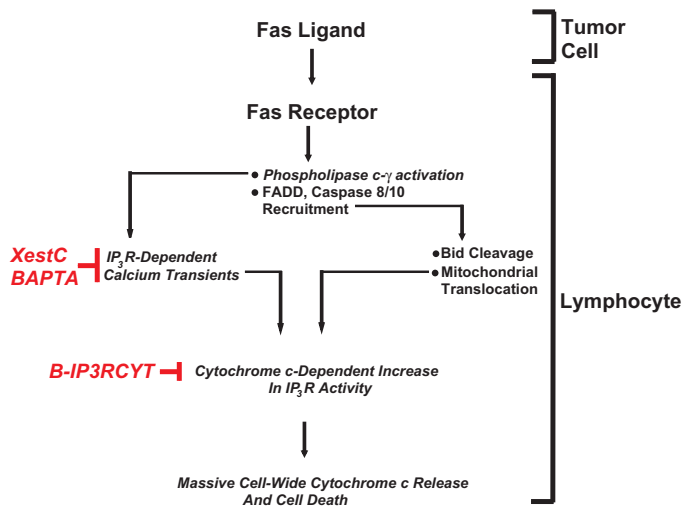 Fas Ligand
Tumor
Cell
Fas Receptor
● Phospholipase c-γ activation
● FADD, Caspase 8/10
Recruitment
XestC
BAPTA
IP3R-Dependent
Calcium Transients
●Bid Cleavage
● Mitochondrial
Translocation
Lymphocyte
B-IP3RCYT
Cytochrome c-Dependent Increase
In IP3R Activity
Massive Cell-Wide Cytochrome c Release
And Cell Death